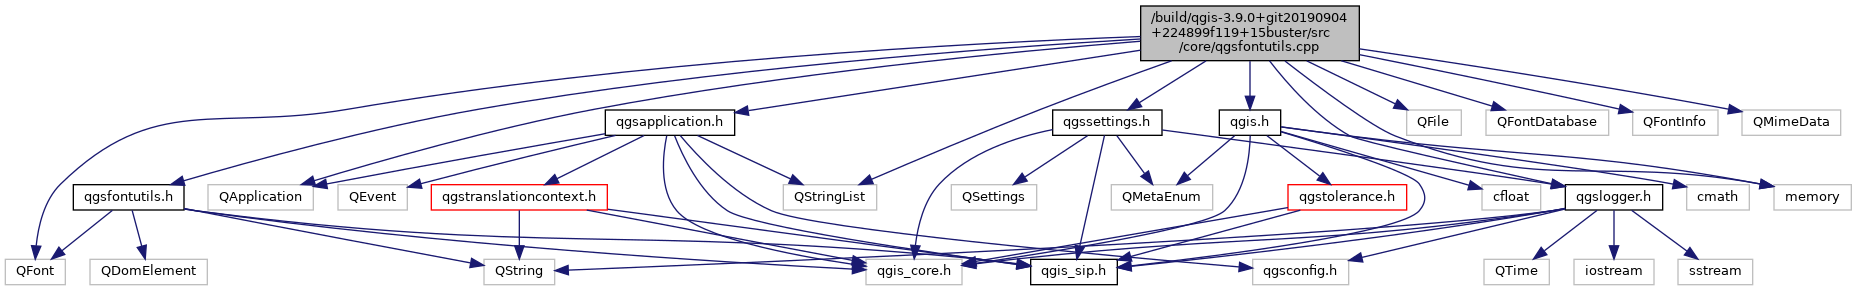 /build/qgis-3.9.0+git20190904
+224899f119+15buster/src
/core/qgsfontutils.cpp
qgsapplication.h
qgssettings.h
qgis.h
QFile
QFontDatabase
QFontInfo
QMimeData
qgsfontutils.h
QApplication
QEvent
qgstranslationcontext.h
QStringList
QSettings
QMetaEnum
qgstolerance.h
cfloat
qgslogger.h
cmath
memory
QFont
QDomElement
QString
qgis_core.h
qgis_sip.h
qgsconfig.h
QTime
iostream
sstream